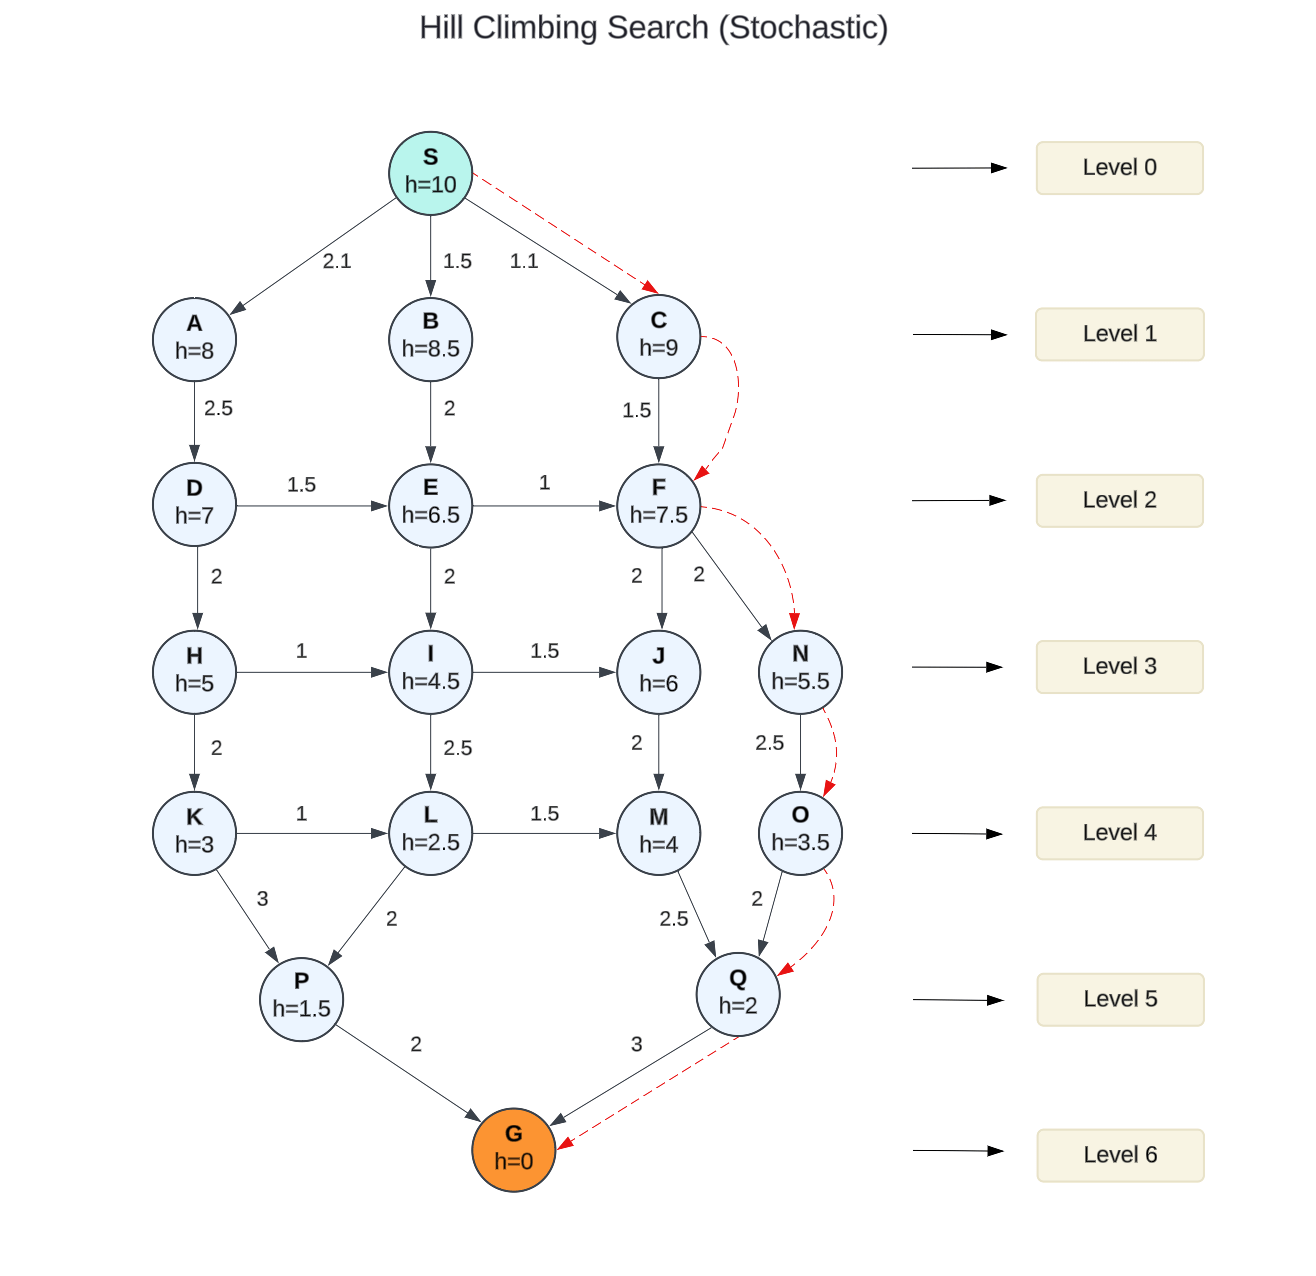 Hill Climbing Search (Stochastic)
S
h=10
Level 0
2.1
1.5
1.1
A
h=8
B
h=8.5
C
h=9
Level 1
2.5
2
1.5
D
h=7
1.5
E
h=6.5
1
F
h=7.5
Level 2
2
2
2
2
H
h=5
1
I
h=4.5
1.5
J
h=6
N
h=5.5
Level 3
2
2.5
2
2.5
K
h=3
1
L
h=2.5
1.5
M
h=4
O
h=3.5
Level 4
3
2
2.5
2
P
h=1.5
Q
h=2
Level 5
2
3
G
h=0
Level 6